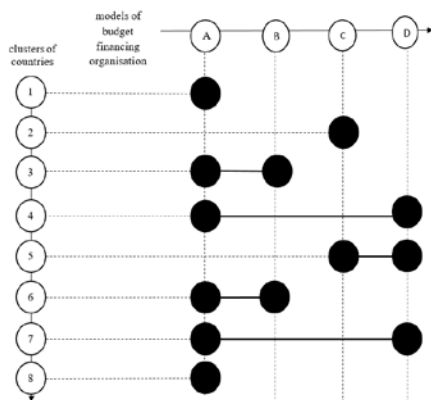 models of
budget
financing
organisation
clusters of
countries
A
B
C
D
1
2
3
4
5
6
7
8